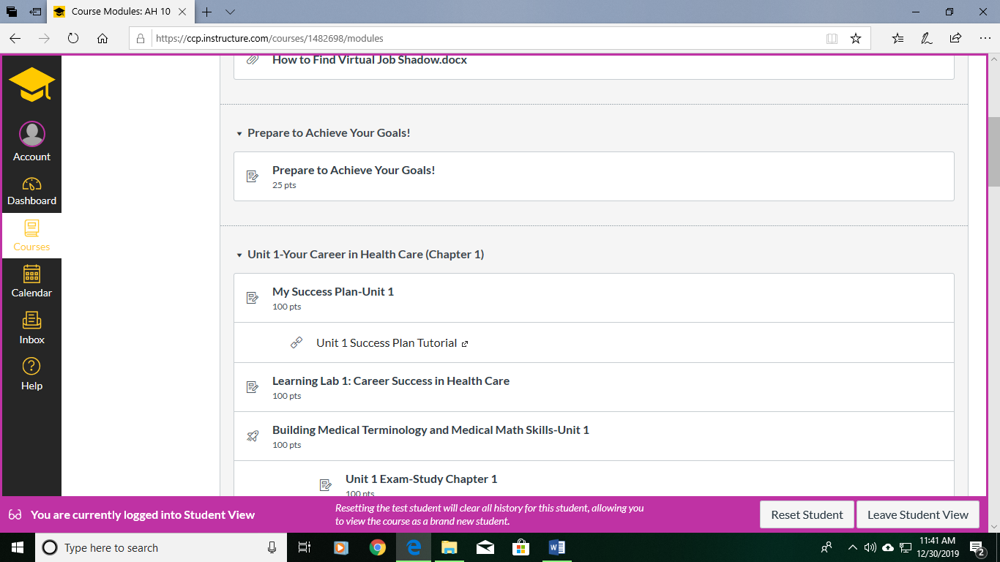 Course Modules: AH 10
https://ccp.instructure.com/courses/1482698/modules
How to Find Virtual Job Shadow.docx
Account
Dashboard
Courses
Calendar
Inbox
Help
Prepare to Achieve Your Goals!
Prepare to Achieve Your Goals!
25 pts
Unit 1-Your Career in Health Care (Chapter 1)
My Success Plan-Unit 1
100 pts
Unit 1 Success Plan Tutorial
Learning Lab 1: Career Success in Health Care
100 pts
Building Medical Terminology and Medical Math Skills-Unit 1
100 pts
Unit 1 Exam-Study Chapter 1
100 pts
You are currently logged into Student View
Resetting the test student will clear all history for this student, allowing you
to view the course as a brand new student.
Reset Student
Leave Student View
Type here to search
11:41 AM
12/30/2019
2